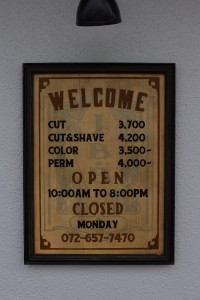 WELCOME
CUT 3,700
CUT&SHAVE 4,200
COLOR 3,500~
PERM 4,000~
OPEN
10:00AM TO 8:00PM
CLOSED
MONDAY
072-657-7470